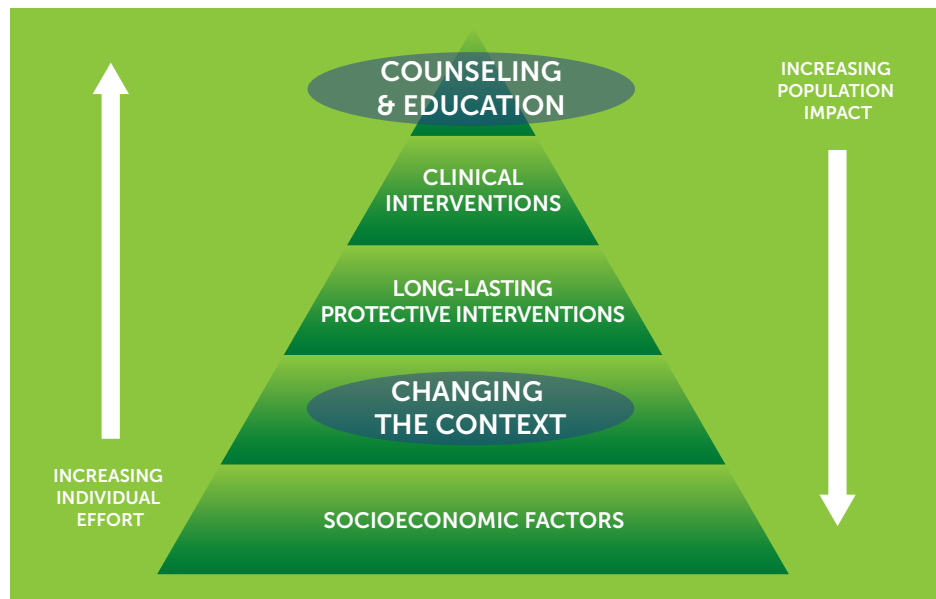 COUNSELING
& EDUCATION
INCREASING
POPULATION
IMPACT
CLINICAL
INTERVENTIONS
LONG-LASTING
PROTECTIVE INTERVENTIONS
CHANGING
THE CONTEXT
INCREASING
INDIVIDUAL
EFFORT
SOCIOECONOMIC FACTORS